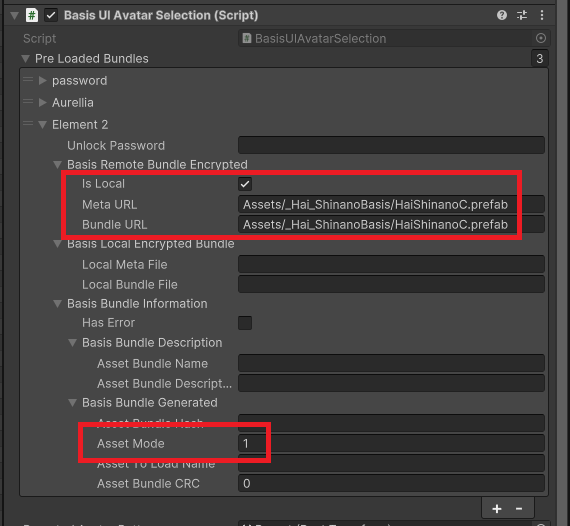 Basis UI Avatar Selection (Script)
Script BasisUIAvatarSelection
Pre Loaded Bundles 3
password
Aurellia
Element 2
Unlock Password
Basis Remote Bundle Encrypted
Is Local
Meta URL Assets/_Hai_ShinanoBasis/HaiShinanoC.prefab
Bundle URL Assets/_Hai_ShinanoBasis/HaiShinanoC.prefab
Basis Local Encrypted Bundle
Local Meta File
Local Bundle File
Basis Bundle Information
Has Error
Basis Bundle Description
Asset Bundle Name
Asset Bundle Descript...
Basis Bundle Generated
Asset Bundle Hash
Asset Mode 1
Asset To Load Name
Asset Bundle CRC 0
+ -